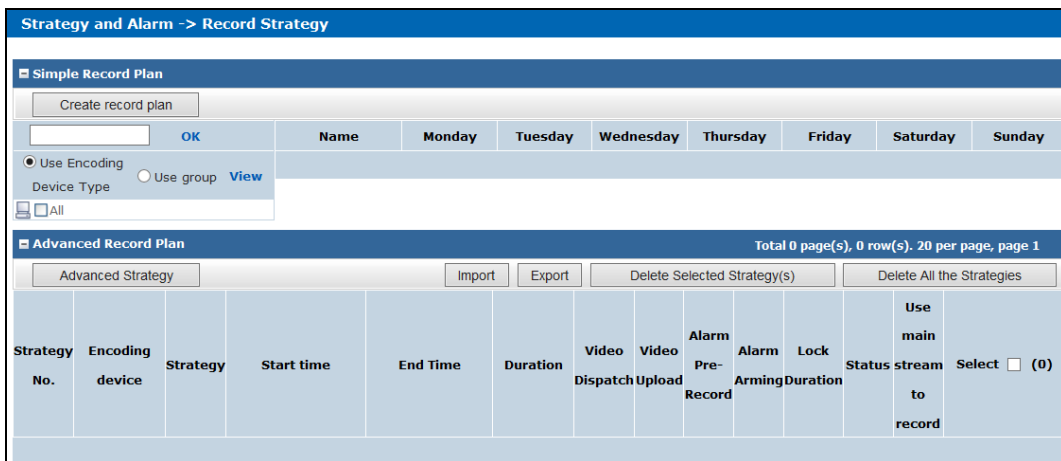 Strategy and Alarm -> Record Strategy
Simple Record Plan
Create record plan
OK Name Monday Tuesday Wednesday Thursday Friday Saturday Sunday
Use Encoding
Device Type
Use group View
All
Advanced Record Plan Total 0 page(s), 0 row(s). 20 per page, page 1
Advanced Strategy Import Export Delete Selected Strategy(s) Delete All the Strategies
Strategy
No.
Encoding
device
Strategy
Start time
End Time
Duration
Video
Dispatch
Video
Upload
Alarm
Pre-
Record
Alarm
Arming
Lock
Duration
Status
Use
main
stream
to
record
Select (0)